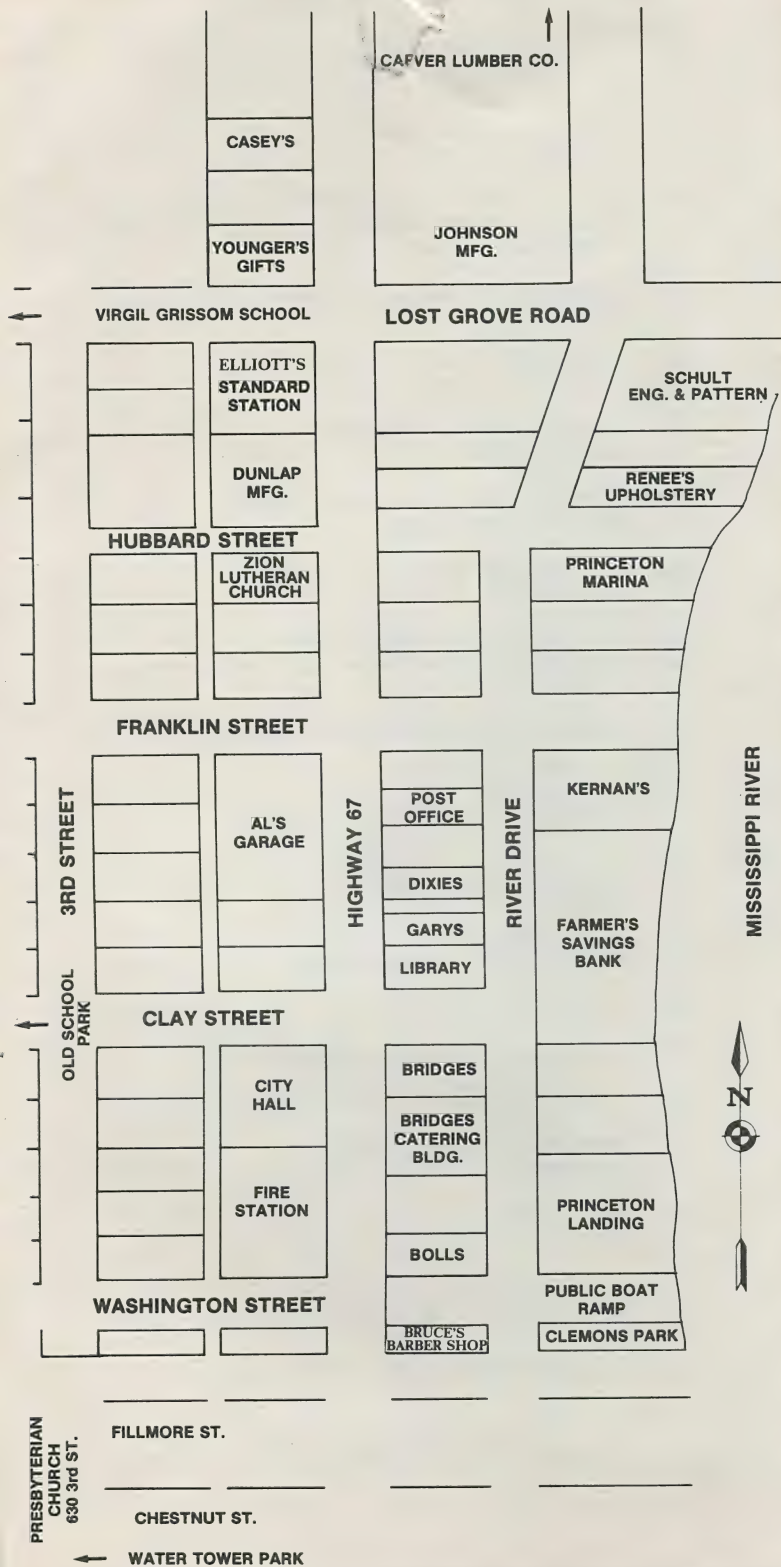 CARVER LUMBER CO.
CASEY'S
YOUNGER'S
GIFTS
JOHNSON
MFG.
VIRGIL GRISSOM SCHOOL
LOST GROVE ROAD
ELLIOTT'S
STANDARD
STATION
SCHULT
ENG. & PATTERN
DUNLAP
MFG.
RENEE'S
UPHOLSTERY
HUBBARD STREET
ZION
LUTHERAN
CHURCH
PRINCETON
MARINA
FRANKLIN STREET
3RD STREET
AL'S
GARAGE
HIGHWAY 67
POST
OFFICE
DIXIES
GARYS
LIBRARY
RIVER DRIVE
KERNAN'S
FARMER'S
SAVINGS
BANK
MISSISSIPPI RIVER
OLD SCHOOL
PARK
CLAY STREET
CITY
HALL
BRIDGES
BRIDGES
CATERING
BLDG.
N
FIRE
STATION
PRINCETON
LANDING
BOLLS
WASHINGTON STREET
PUBLIC BOAT
RAMP
BRUCE'S
BARBER SHOP
CLEMONS PARK
PRESBYTERIAN
CHURCH
630 3rd ST.
FILLMORE ST.
CHESTNUT ST.
WATER TOWER PARK